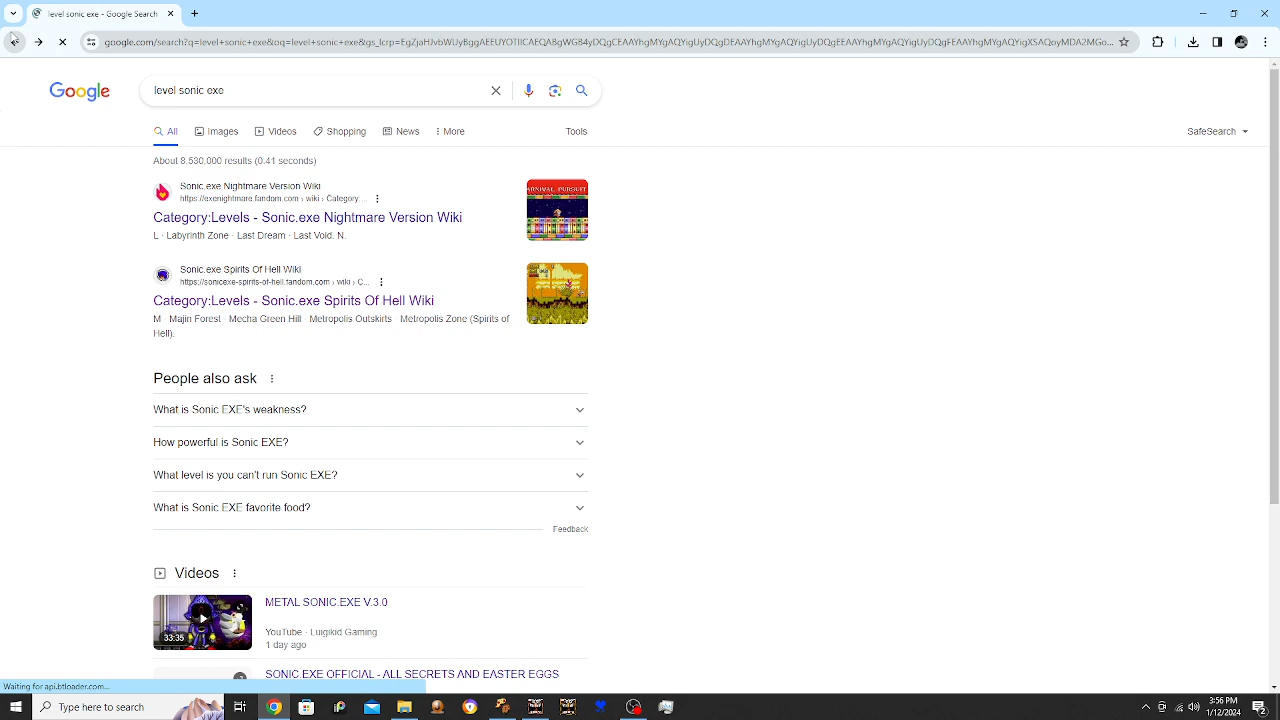 level sonic exe - Google Search
google.com/search?q=level+sonic+exe&oq=level+sonic+exe&gs_lcrp=
Google
level sonic exe
All
Images
Videos
Shopping
News
More
Tools
SafeSearch
About 8,530,000 results (0.41 seconds)
Sonic.exe Nightmare Version Wiki
https://exenightmare.fandom.com › wiki › Category:...
Category:Levels - Sonic.exe Nightmare Version Wiki
L · Labyrinth Zone · Last Dream · Last Void. N.
ARNIVAL PURSUIT
Sonic.exe Spirits Of Hell Wiki
https://sonicexe-spirits-of-hell.fandom.com › wiki › C...
Category:Levels - Sonic.exe Spirits Of Hell Wiki
M · Majin Forest · Mecha Green Hill · Metropolis Outskirts · Metropolis Zone (Spirits of
Hell).
People also ask
What is Sonic EXE's weakness?
How powerful is Sonic EXE?
What level is you can't run Sonic EXE?
What is Sonic EXE favorite food?
Feedback
Videos
METAL SONIC.EXE V.3.0
33:35
YouTube · Luigikid Gaming
1 day ago
SONIC EXE OFFICIAL - ALL SECRETS AND EASTER EGGS
Waiting for api.btloader.com...
Type here to search
3:56 PM
1/12/2024